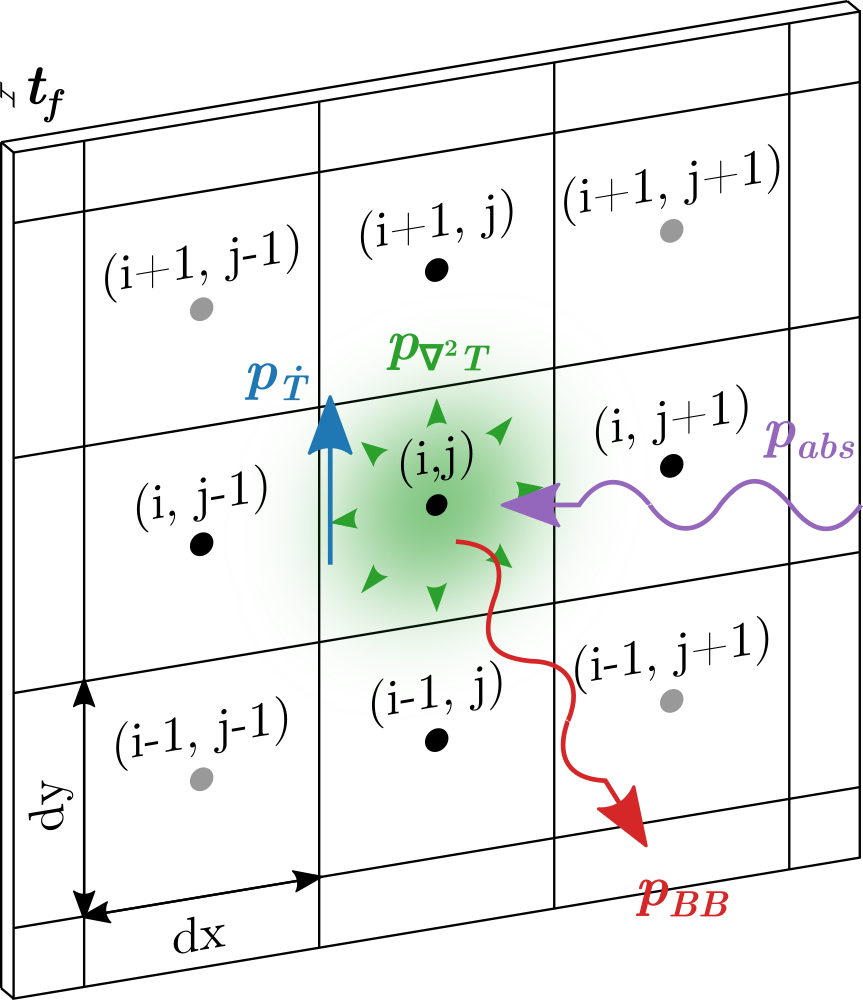 t_f
(i+1, j-1)
(i+1, j)
(i+1, j+1)
p_Ṫ
p_∇² T
(i, j-1)
(i,j)
(i, j+1)
p_abs
(i-1, j-1)
(i-1, j)
(i-1, j+1)
dy
dx
p_BB